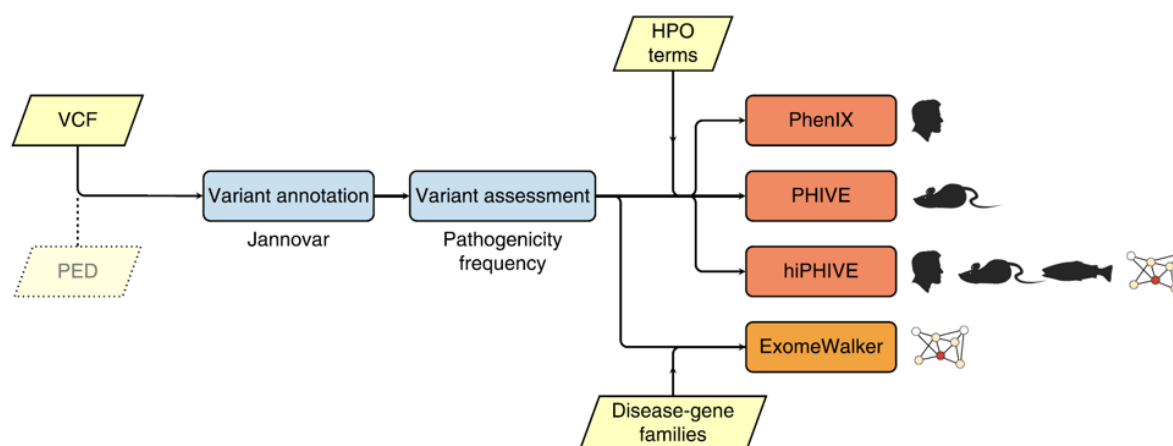 HPO
terms
VCF
PhenIX
Variant annotation
Variant assessment
PHIVE
Jannovar
Pathogenicity
frequency
PED
hiPHIVE
ExomeWalker
Disease-gene
families